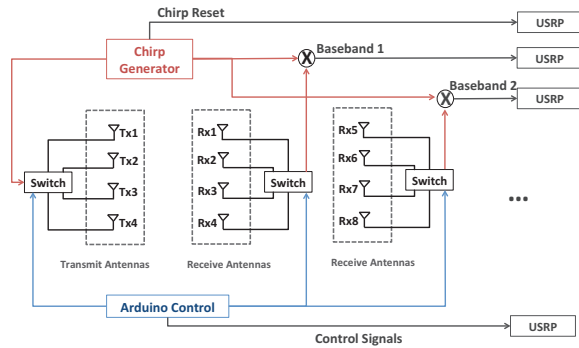 Chirp Reset
USRP
Chirp
Generator
X
Baseband 1
USRP
X
Baseband 2
USRP
Tx1
Tx2
Tx3
Tx4
Switch
Rx1
Rx2
Rx3
Rx4
Switch
Rx5
Rx6
Rx7
Rx8
Switch
...
Transmit Antennas
Receive Antennas
Receive Antennas
Arduino Control
Control Signals
USRP